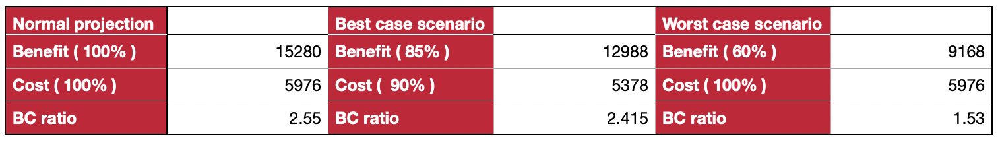 Normal projection Best case scenario Worst case scenario
Benefit ( 100% ) 15280 Benefit ( 85% ) 12988 Benefit ( 60% ) 9168
Cost ( 100% ) 5976 Cost (  90% ) 5378 Cost ( 100% ) 5976
BC ratio 2.55 BC ratio 2.415 BC ratio 1.53